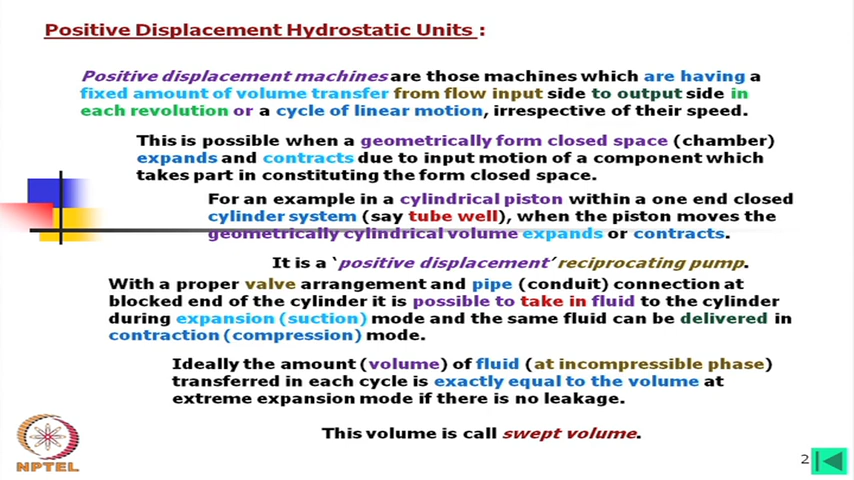 Positive Displacement Hydrostatic Units :
Positive displacement machines are those machines which are having a
fixed amount of volume transfer from flow input side to output side in
each revolution or a cycle of linear motion, irrespective of their speed.
This is possible when a geometrically form closed space (chamber)
expands and contracts due to input motion of a component which
takes part in constituting the form closed space.
For an example in a cylindrical piston within a one end closed
cylinder system (say tube well), when the piston moves the
geometrically cylindrical volume expands or contracts.
It is a ‘positive displacement’ reciprocating pump.
With a proper valve arrangement and pipe (conduit) connection at
blocked end of the cylinder it is possible to take in fluid to the cylinder
during expansion (suction) mode and the same fluid can be delivered in
contraction (compression) mode.
Ideally the amount (volume) of fluid (at incompressible phase)
transferred in each cycle is exactly equal to the volume at
extreme expansion mode if there is no leakage.
This volume is call swept volume.
NPTEL
2